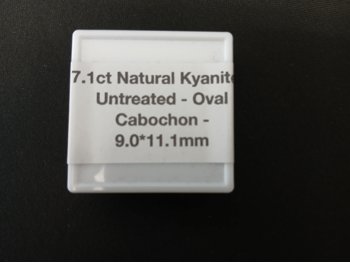 7.1ct Natural Kyanite
Untreated - Oval
Cabochon -
9.0*11.1mm